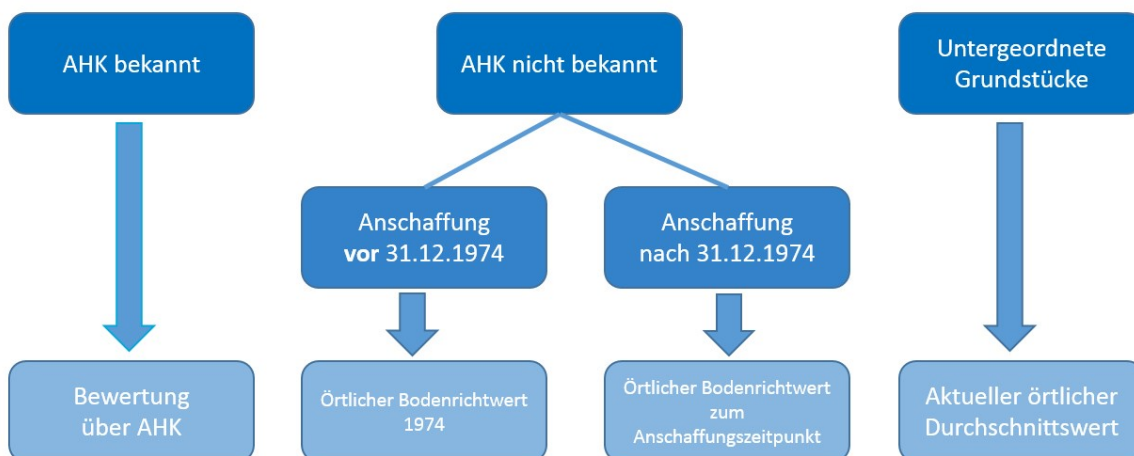 AHK bekannt
AHK nicht bekannt
Untergeordnete
Grundstücke
Anschaffung
vor 31.12.1974
Anschaffung
nach 31.12.1974
Bewertung
über AHK
Örtlicher Bodenrichtwert
1974
Örtlicher Bodenrichtwert
zum
Anschaffungszeitpunkt
Aktueller örtlicher
Durchschnittswert